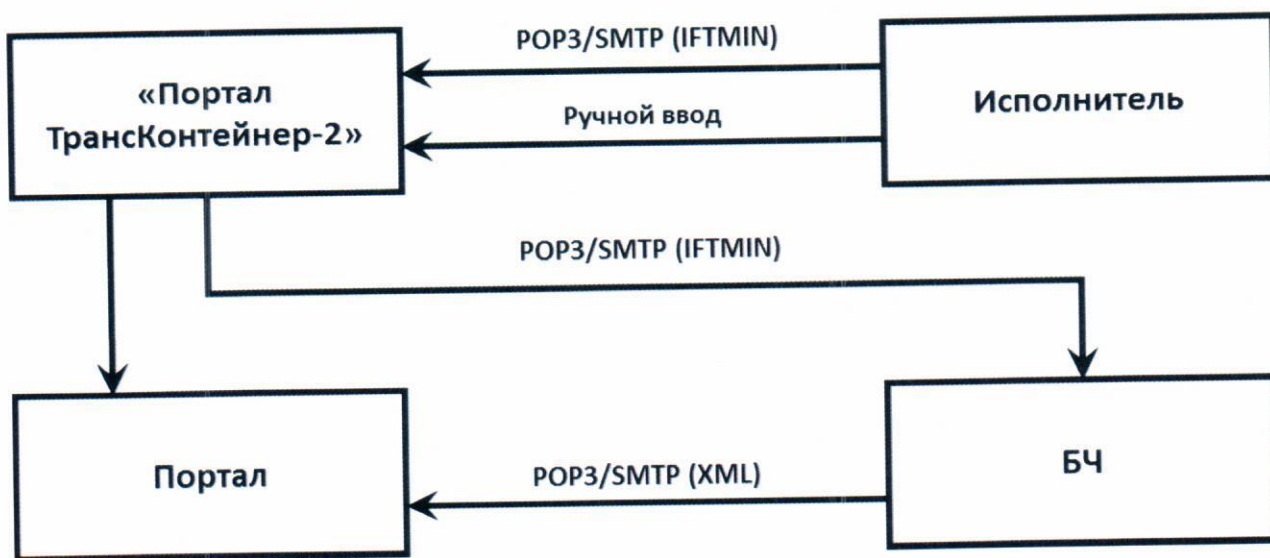 POP3/SMTP (IFTMIN)
«Портал
ТрансКонтейнер-2»
Исполнитель
Ручной ввод
POP3/SMTP (IFTMIN)
Портал
POP3/SMTP (XML)
БЧ